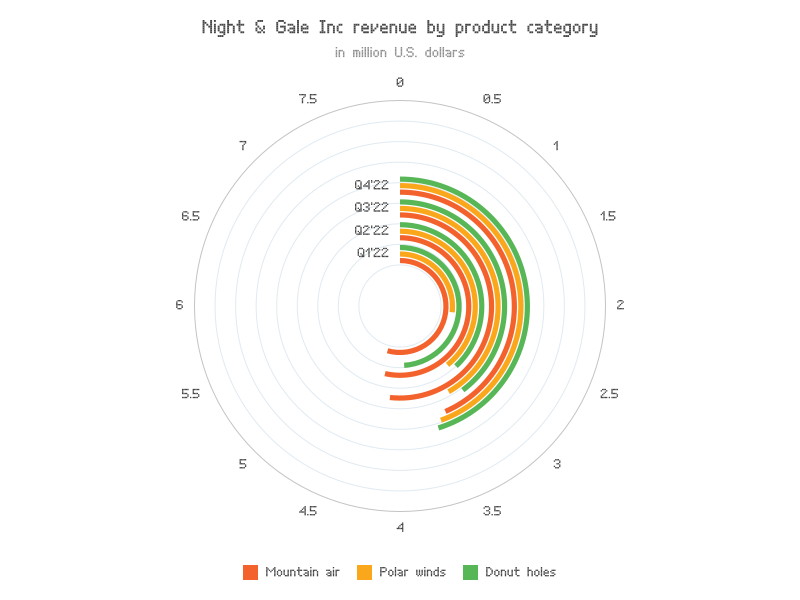 Night & Gale Inc revenue by product category
in million U.S. dollars
0
0.5
1
1.5
2
2.5
3
3.5
4
4.5
5
5.5
6
6.5
7
7.5
Q4'22
Q3'22
Q2'22
Q1'22
Mountain air
Polar winds
Donut holes